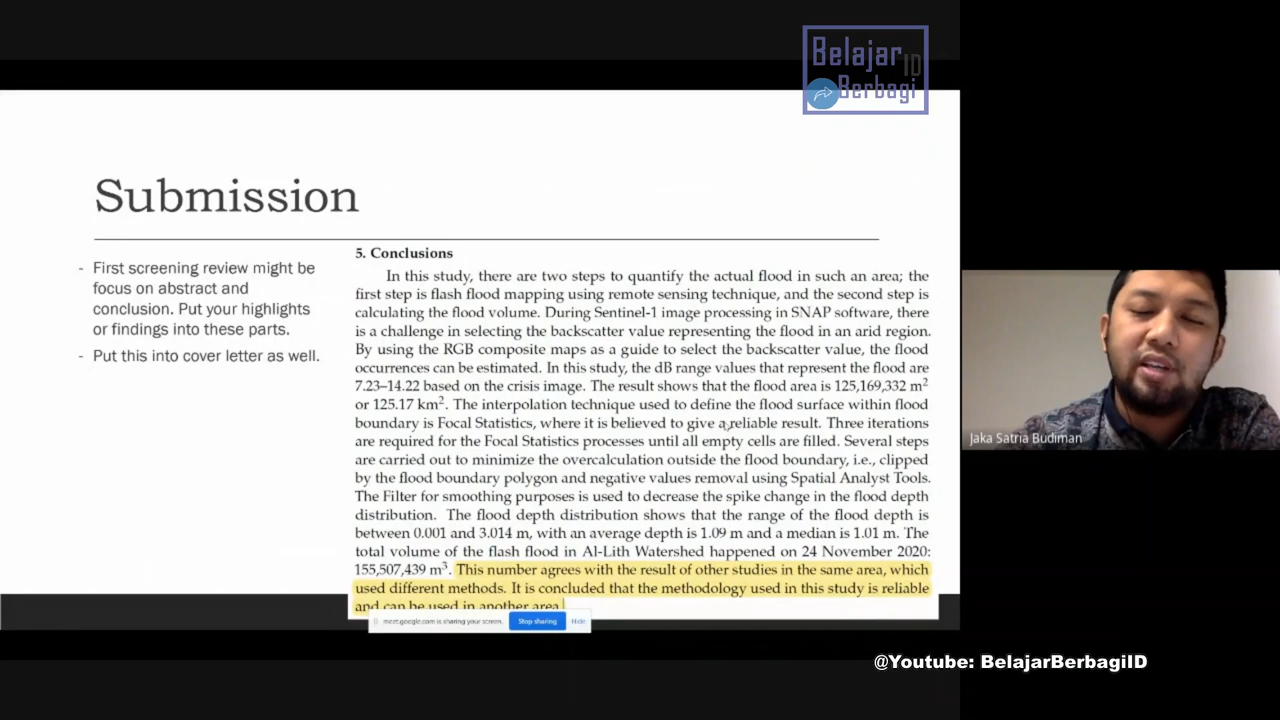 Belajar
ID
Berbagi
Submission
- First screening review might be
focus on abstract and
conclusion. Put your highlights
or findings into these parts.
- Put this into cover letter as well.
5. Conclusions
In this study, there are two steps to quantify the actual flood in such an area; the
first step is flash flood mapping using remote sensing technique, and the second step is
calculating the flood volume. During Sentinel-1 image processing in SNAP software, there
is a challenge in selecting the backscatter value representing the flood in an arid region.
By using the RGB composite maps as a guide to select the backscatter value, the flood
occurrences can be estimated. In this study, the dB range values that represent the flood are
7.23–14.22 based on the crisis image. The result shows that the flood area is 125,169,332 m²
or 125.17 km². The interpolation technique used to define the flood surface within flood
boundary is Focal Statistics, where it is believed to give a reliable result. Three iterations
are required for the Focal Statistics processes until all empty cells are filled. Several steps
are carried out to minimize the overcalculation outside the flood boundary, i.e., clipped
by the flood boundary polygon and negative values removal using Spatial Analyst Tools.
The Filter for smoothing purposes is used to decrease the spike change in the flood depth
distribution. The flood depth distribution shows that the range of the flood depth is
between 0.001 and 3.014 m, with an average depth is 1.09 m and a median is 1.01 m. The
total volume of the flash flood in Al-Lith Watershed happened on 24 November 2020:
155,507,439 m³. This number agrees with the result of other studies in the same area, which
used different methods. It is concluded that the methodology used in this study is reliable
and can be used in another area.
meet.google.com is sharing your screen. Stop sharing Hide
Jaka Satria Budiman
@Youtube: BelajarBerbagiID